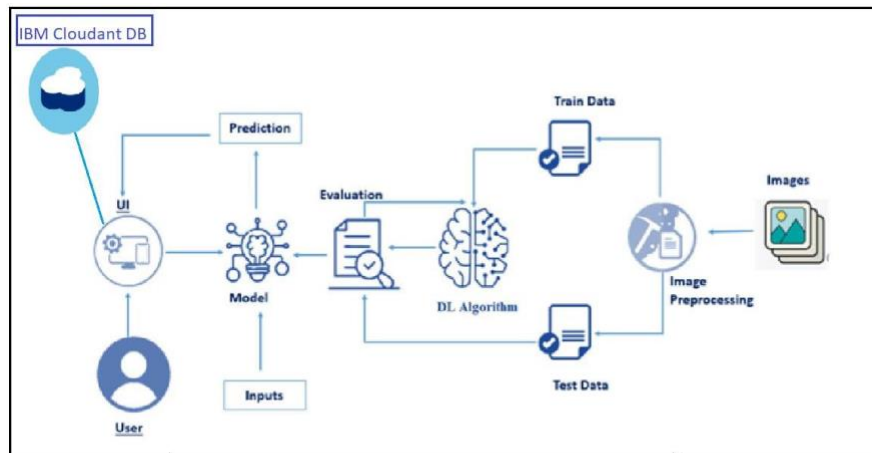 IBM Cloudant DB
Train Data
Prediction
Images
Evaluation
UI
Model
DL Algorithm
Image
Preprocessing
Inputs
Test Data
User